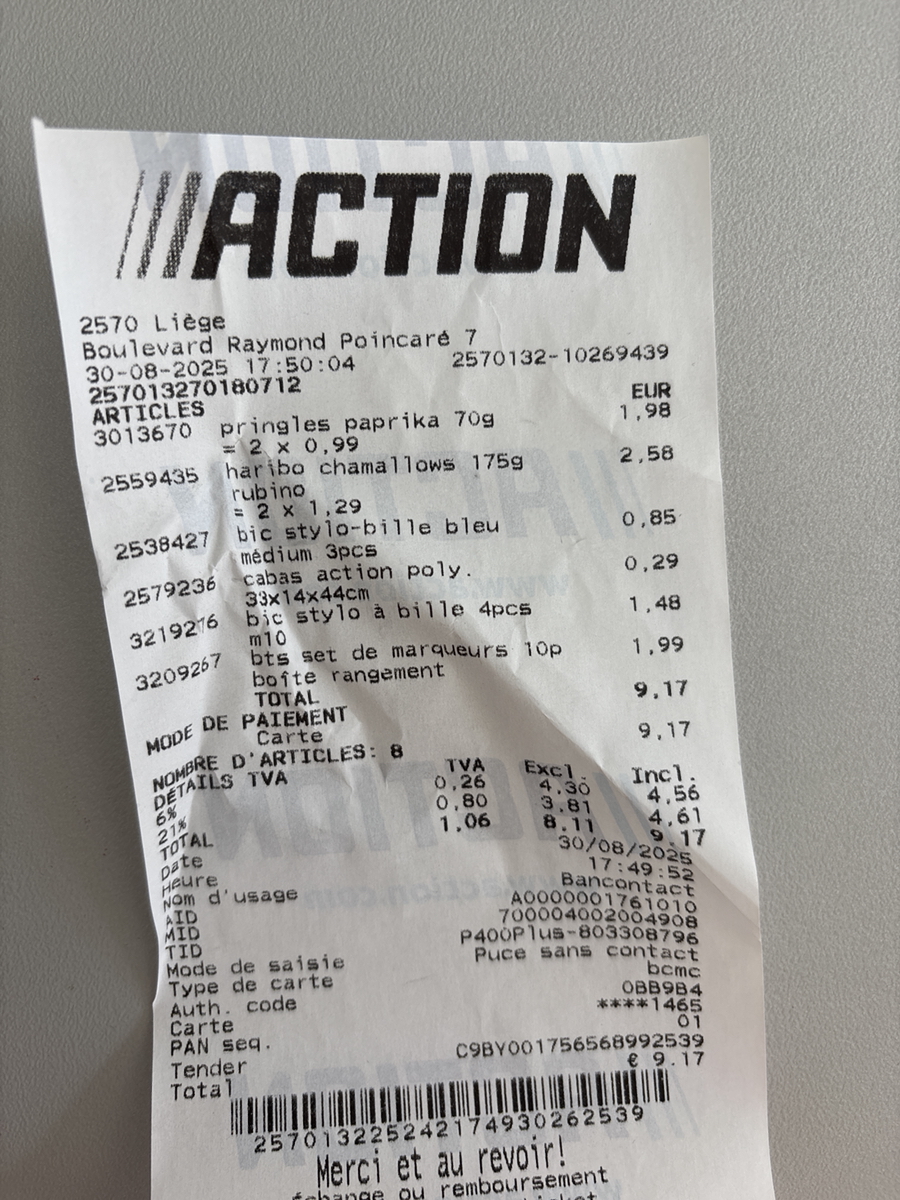 ///ACTION
2570 Liège
Boulevard Raymond Poincaré 7
30-08-2025 17:50:04 2570132-10269439
257013270180712
ARTICLES EUR
3013670 pringles paprika 70g 1,98
= 2 x 0,99
2559435 haribo chamallows 175g 2,58
rubino
= 2 x 1,29
2538427 bic stylo-bille bleu 0,85
médium 3pcs
2579236 cabas action poly. 0,29
33x14x44cm
3219216 bic stylo à bille 4pcs 1,48
m10
3209267 bts set de marqueurs 10p 1,99
boîte rangement
TOTAL 9,17
MODE DE PAIEMENT
Carte 9,17
NOMBRE D'ARTICLES: 8
DÉTAILS TVA TVA Excl. Incl.
6% 0,26 4,30 4,56
21% 0,80 3,81 4,61
TOTAL 1,06 8,11 9,17
Date 30/08/2025
Heure 17:49:52
Nom d'usage Bancontact
AID A0000001761010
MID 700004002004908
TID P400Plus-803308796
Mode de saisie Puce sans contact
Type de carte bcmc
Auth. code 0BB9B4
Carte ****1465
PAN seq. 01
Tender C9BY001756568992539
Total € 9.17
2570132252421749302625​39
Merci et au revoir!
échange ou remboursement
ticket